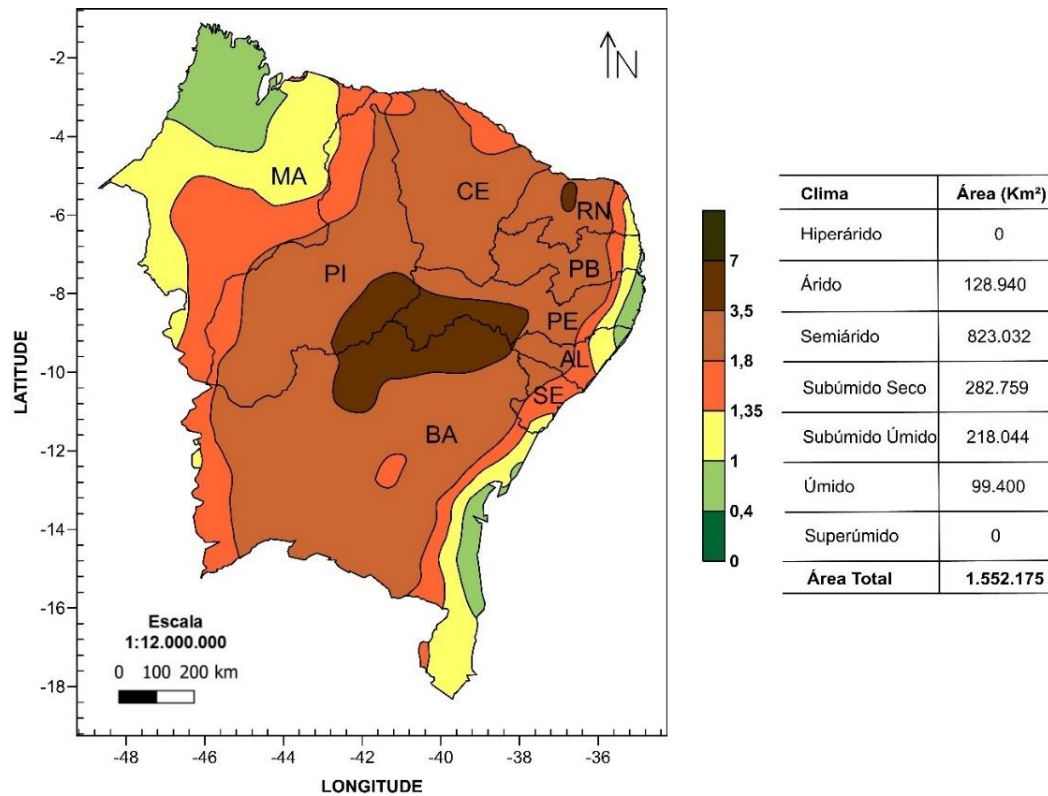 -2
-4
-6
-8
-10
-12
-14
-16
-18
LATITUDE
N
MA
CE
RN
PI
PB
PE
AL
SE
BA
Escala
1:12.000.000
0 100 200 km
-48 -46 -44 -42 -40 -38 -36
LONGITUDE
7
3,5
1,8
1,35
1
0,4
0
Clima Área (Km²)
Hiperárido 0
Árido 128.940
Semiárido 823.032
Subúmido Seco 282.759
Subúmido Úmido 218.044
Úmido 99.400
Superúmido 0
Área Total 1.552.175